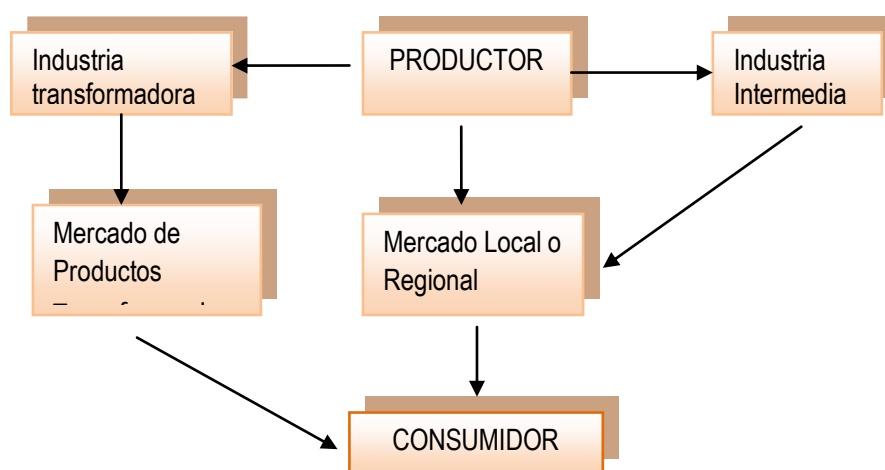 Industria
transformadora
PRODUCTOR
Industria
Intermedia
Mercado de
Productos
Mercado Local o
Regional
CONSUMIDOR